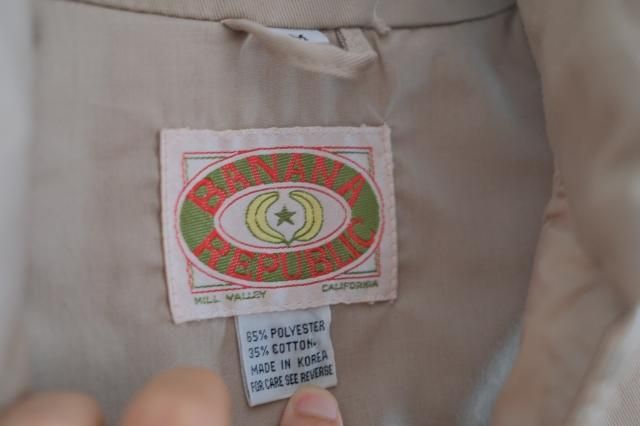 BANANA
REPUBLIC
MILL VALLEY CALIFORNIA
65% POLYESTER
35% COTTON.
MADE IN KOREA
FOR CARE SEE REVERSE